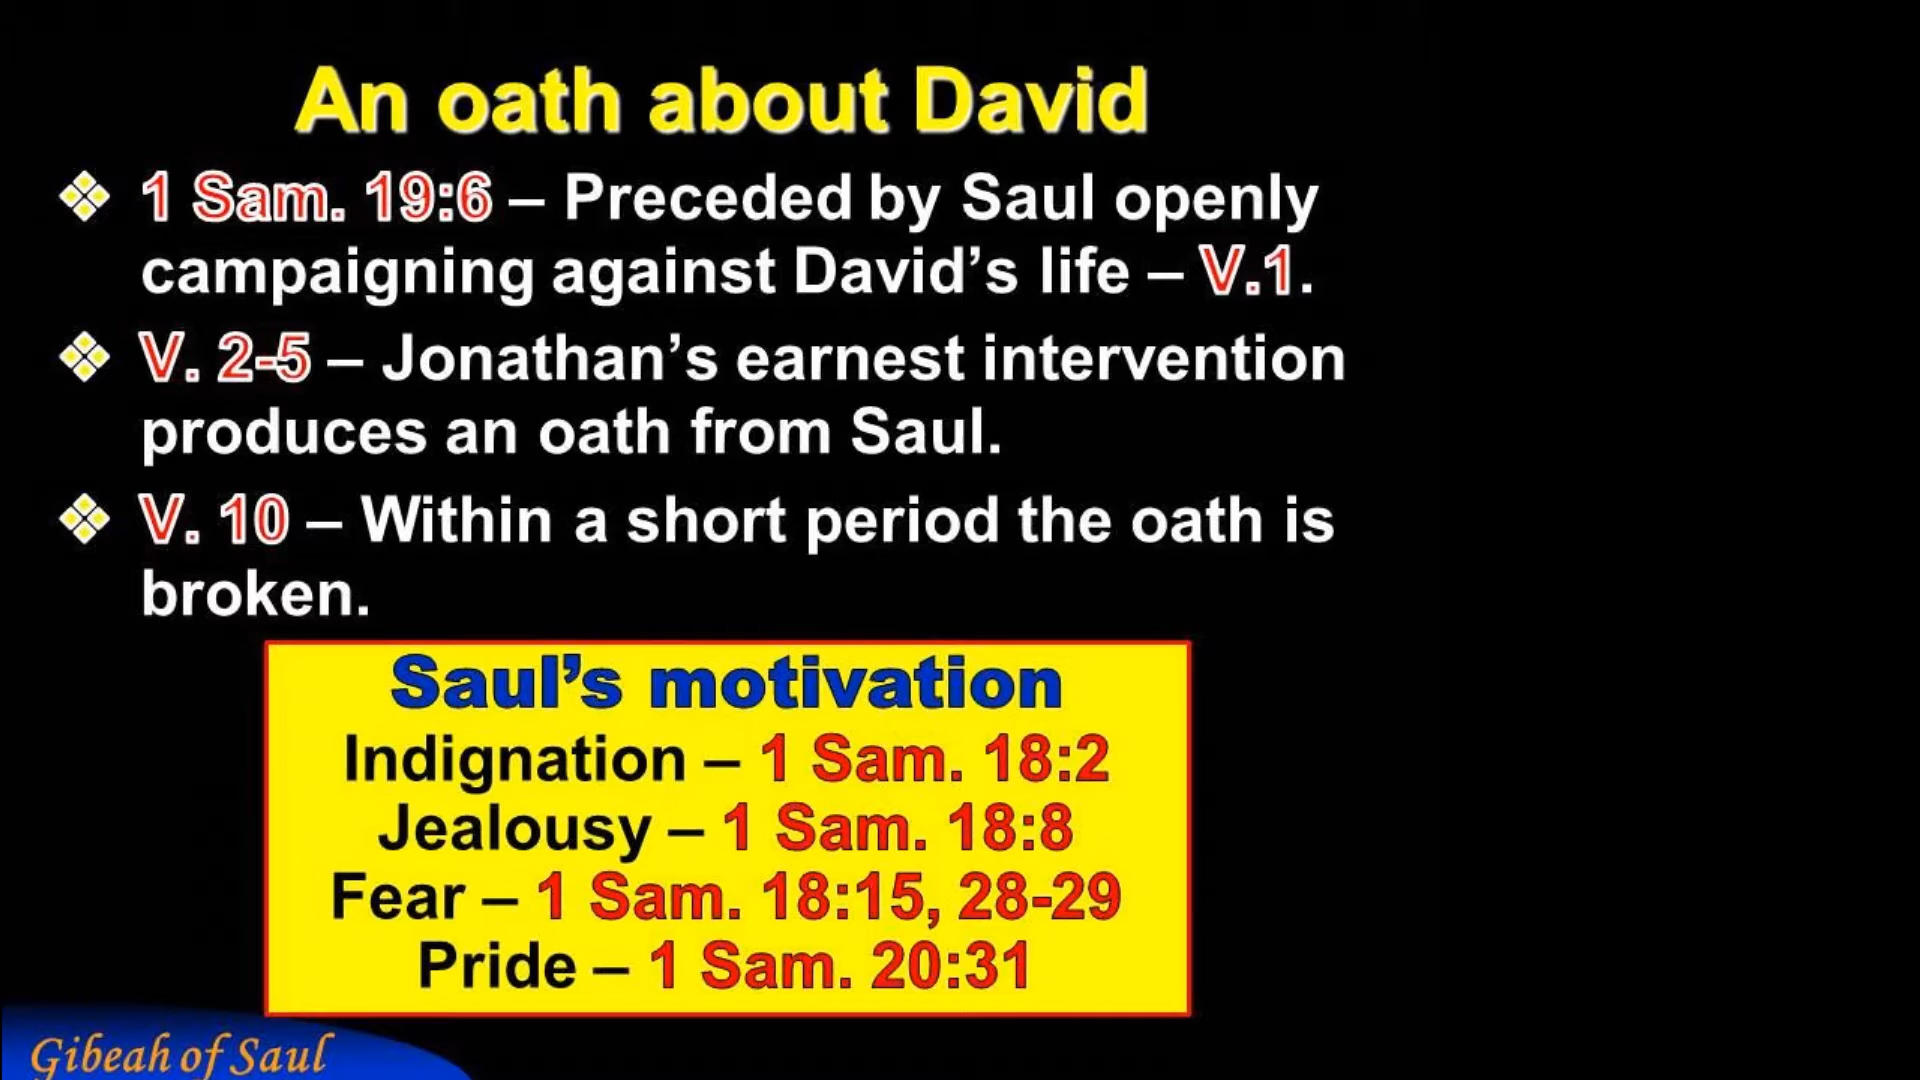 An oath about David
1 Sam. 19:6 – Preceded by Saul openly
campaigning against David’s life – V.1.
V. 2-5 – Jonathan’s earnest intervention
produces an oath from Saul.
V. 10 – Within a short period the oath is
broken.
Saul’s motivation
Indignation – 1 Sam. 18:2
Jealousy – 1 Sam. 18:8
Fear – 1 Sam. 18:15, 28-29
Pride – 1 Sam. 20:31
Gibeah of Saul